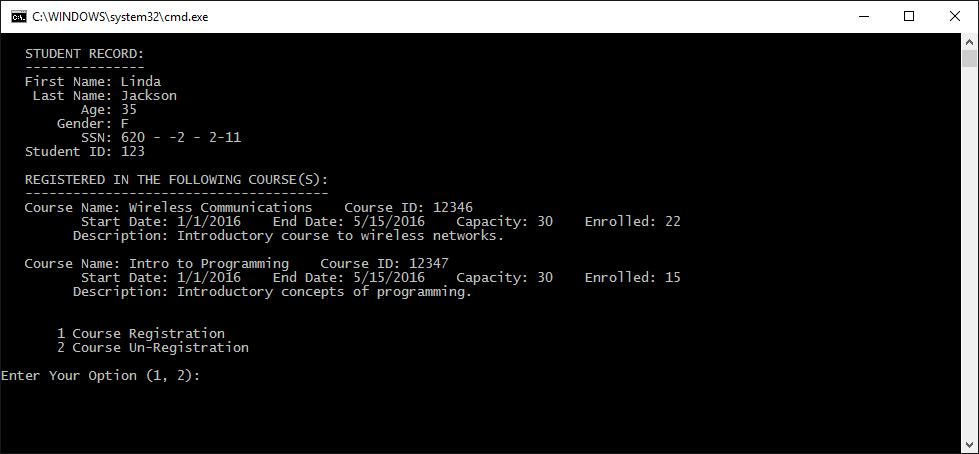 C:\WINDOWS\system32\cmd.exe
STUDENT RECORD:
---------------
First Name: Linda
Last Name: Jackson
Age: 35
Gender: F
SSN: 620 - -2 - 2-11
Student ID: 123
REGISTERED IN THE FOLLOWING COURSE(S):
--------------------------------------
Course Name: Wireless Communications    Course ID: 12346
Start Date: 1/1/2016    End Date: 5/15/2016    Capacity: 30    Enrolled: 22
Description: Introductory course to wireless networks.
Course Name: Intro to Programming    Course ID: 12347
Start Date: 1/1/2016    End Date: 5/15/2016    Capacity: 30    Enrolled: 15
Description: Introductory concepts of programming.
1 Course Registration
2 Course Un-Registration
Enter Your Option (1, 2):